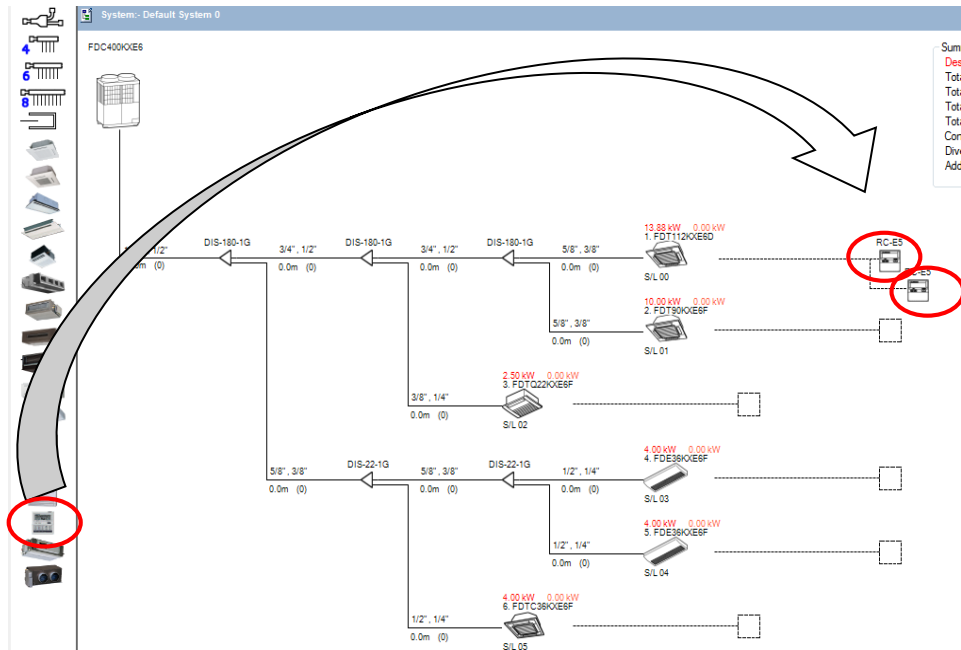 System:- Default System 0
4
6
8
FDC400KXE6
Sum
Des
Tota
Tota
Tota
Tota
Con
Dive
Add
1/2"
0m (0)
DIS-180-1G
3/4" , 1/2"
0.0m (0)
DIS-180-1G
3/4" , 1/2"
0.0m (0)
DIS-180-1G
5/8" , 3/8"
0.0m (0)
13.88 kW 0.00 kW
1. FDT112KXE6D
S/L 00
RC-E5
5/8" , 3/8"
0.0m (0)
10.00 kW 0.00 kW
2. FDT90KXE6F
S/L 01
3/8" , 1/4"
0.0m (0)
2.50 kW 0.00 kW
3. FDTQ22KXE6F
S/L 02
5/8" , 3/8"
0.0m (0)
DIS-22-1G
5/8" , 3/8"
0.0m (0)
DIS-22-1G
1/2" , 1/4"
0.0m (0)
4.00 kW 0.00 kW
4. FDE36KXE6F
S/L 03
1/2" , 1/4"
0.0m (0)
4.00 kW 0.00 kW
5. FDE36KXE6F
S/L 04
1/2" , 1/4"
0.0m (0)
4.00 kW 0.00 kW
6. FDTC36KXE6F
S/L 05